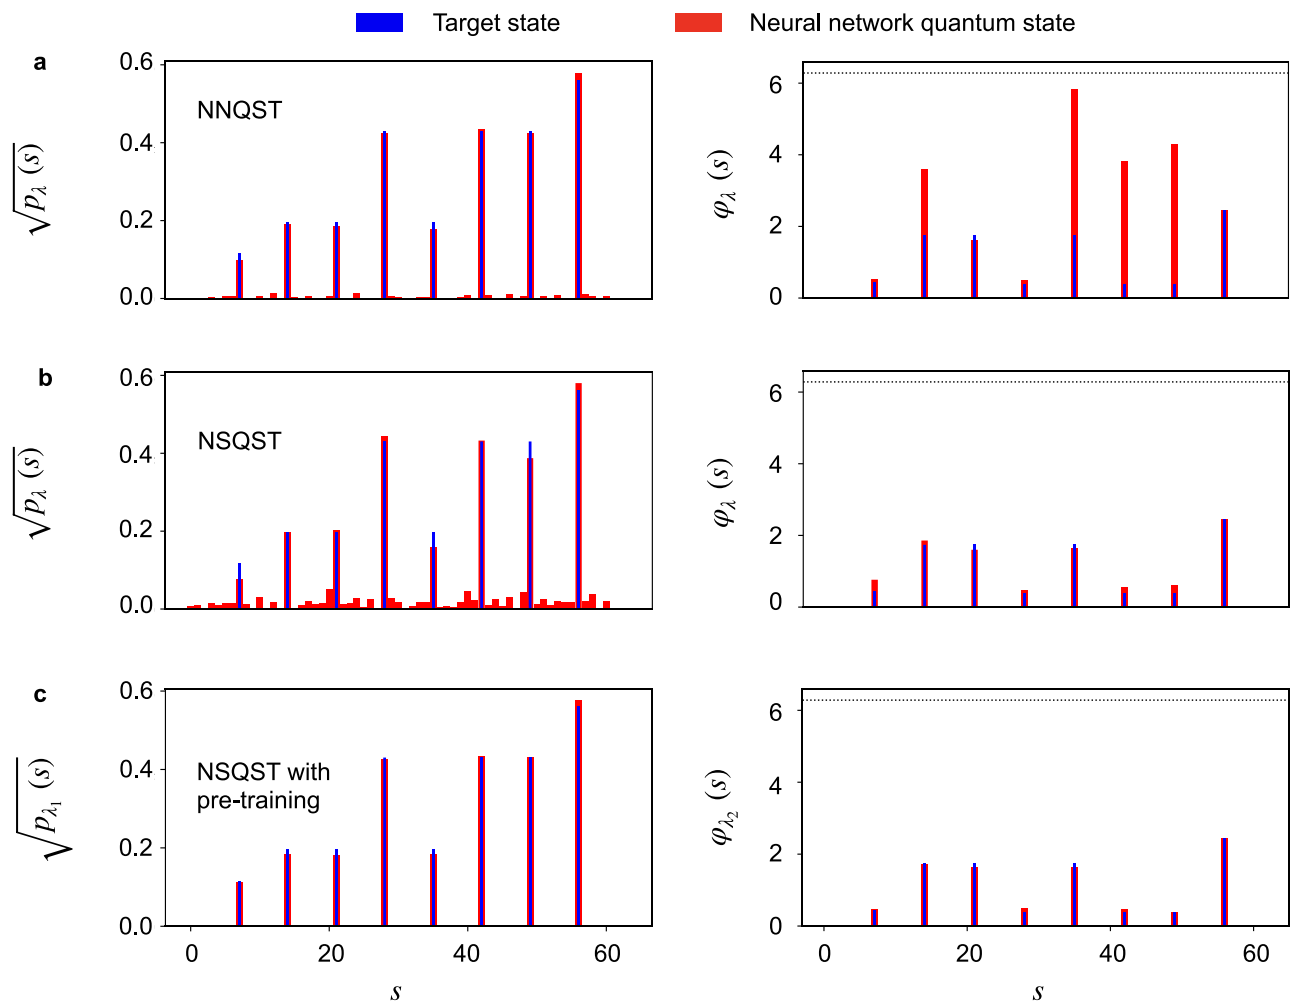 Target state
Neural network quantum state
a
0.6
0.4
0.2
0.0
√p_λ (s)
NNQST
6
4
2
0
φ_λ (s)
b
0.6
0.4
0.2
0.0
√p_λ (s)
NSQST
6
4
2
0
φ_λ (s)
c
0.6
0.4
0.2
0.0
√p_λ₁ (s)
NSQST with
pre-training
0
20
40
60
s
6
4
2
0
φ_λ₂ (s)
0
20
40
60
s